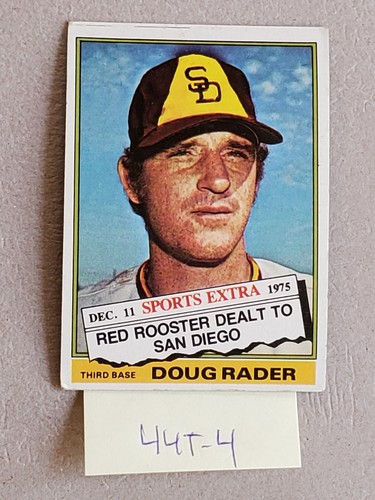 SD
DEC. 11 SPORTS EXTRA 1975
RED ROOSTER DEALT TO
SAN DIEGO
THIRD BASE DOUG RADER
44T-4